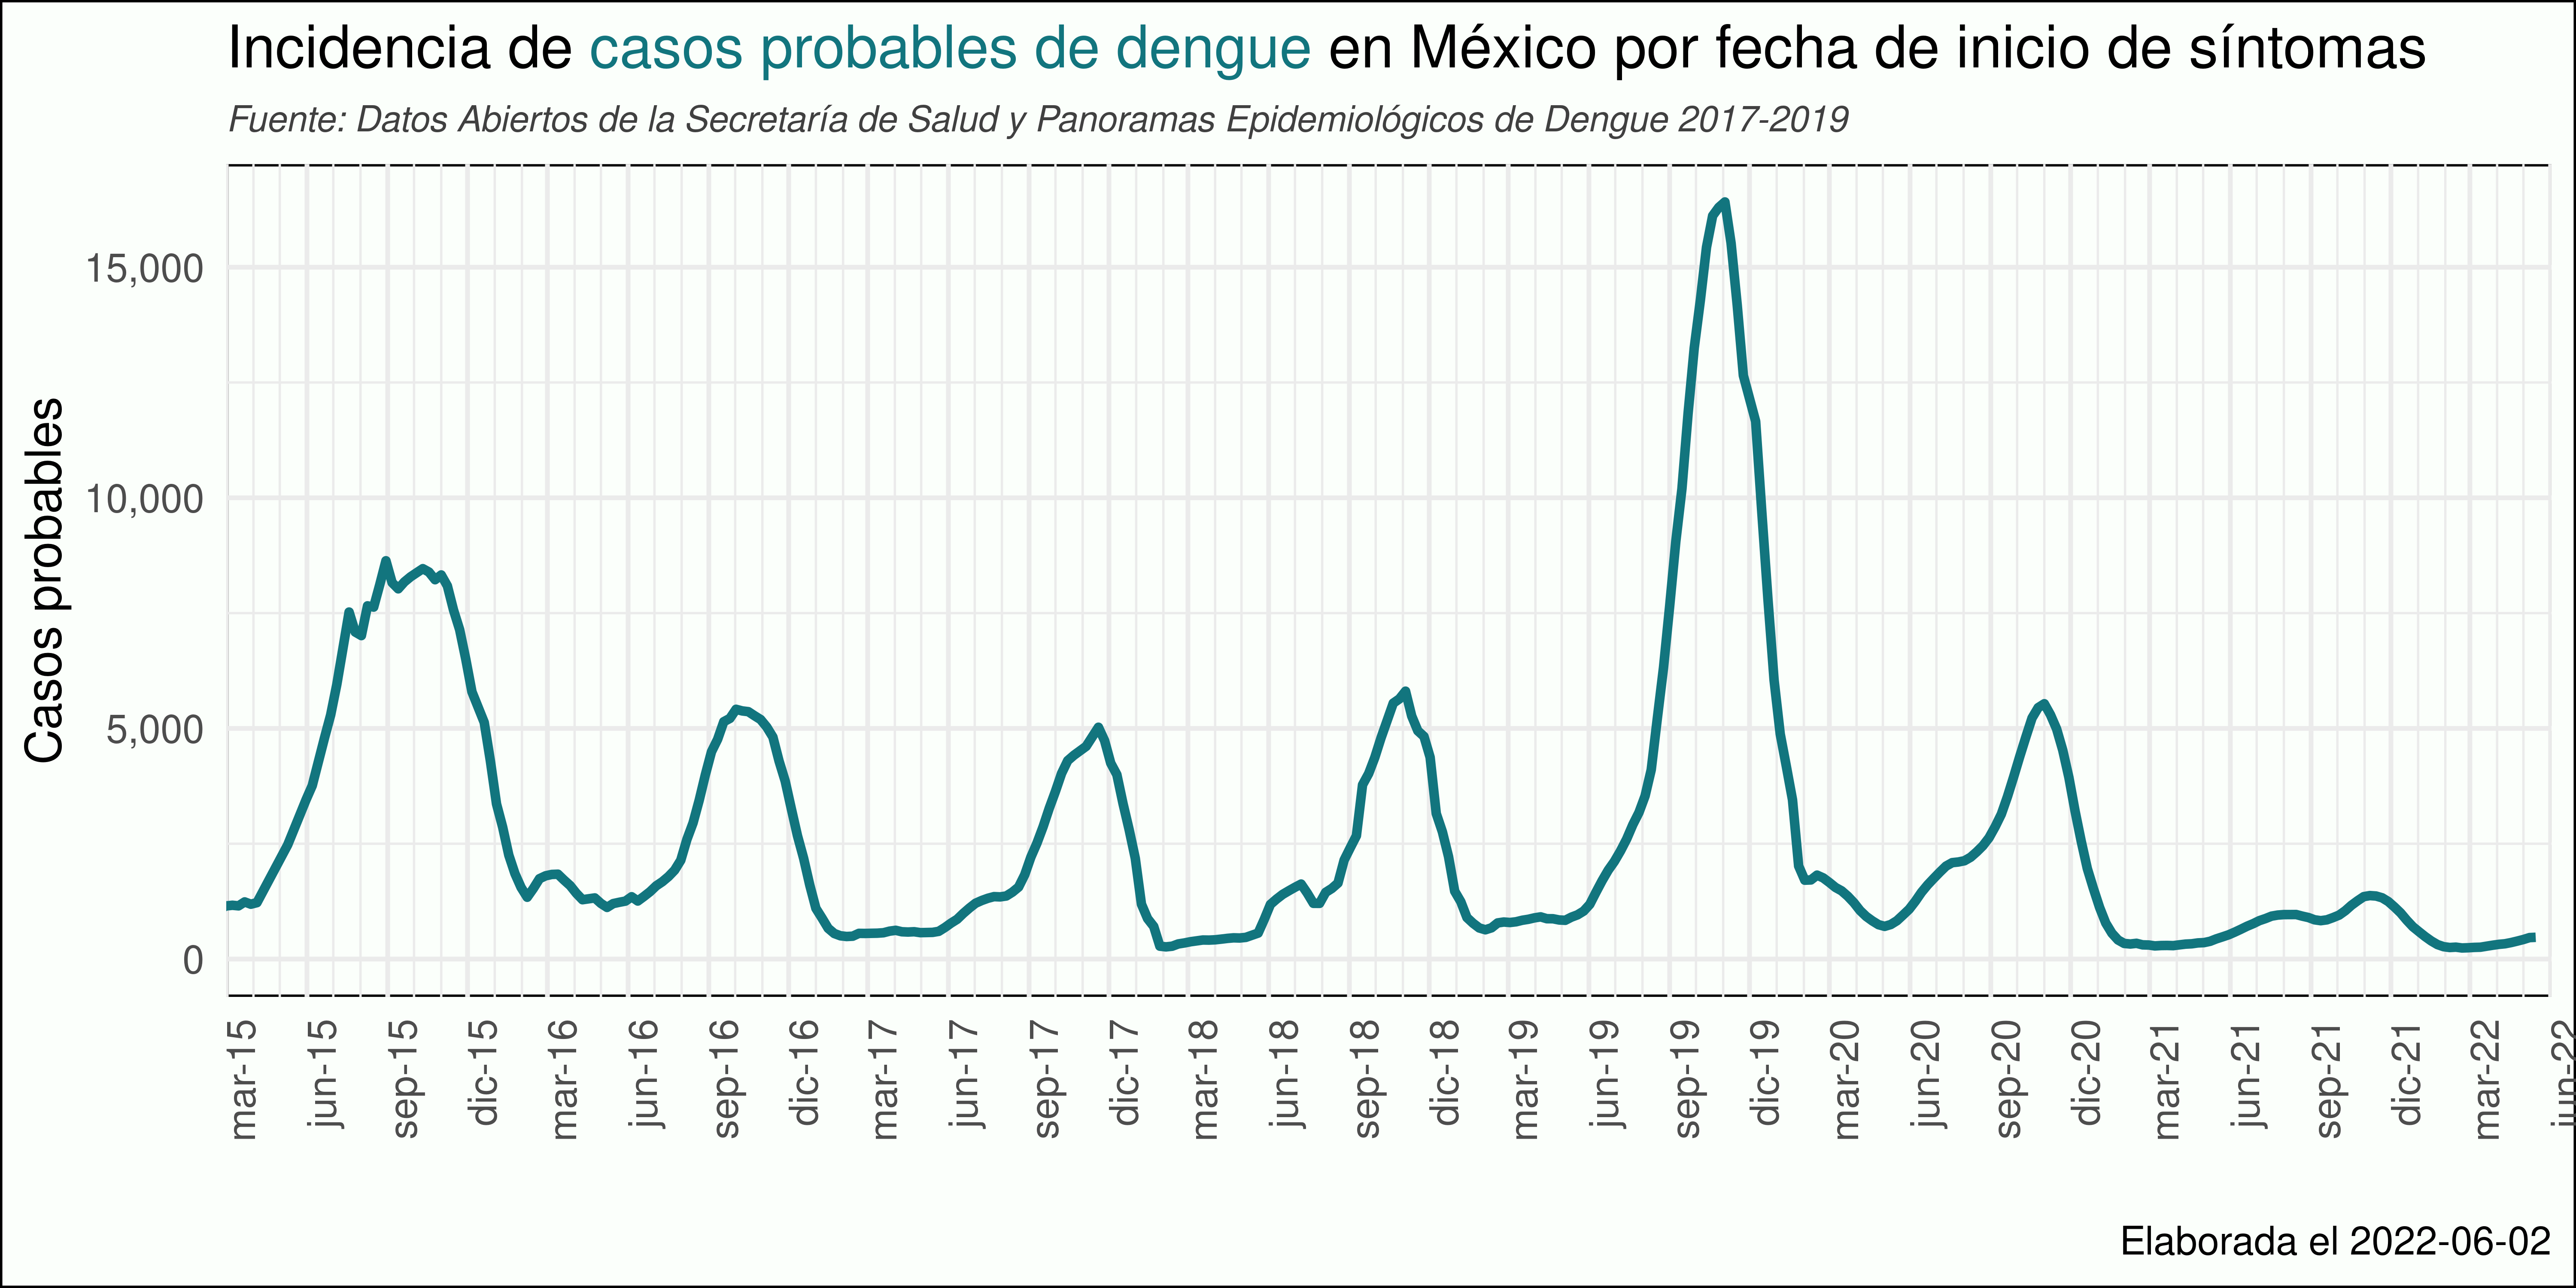 Incidencia de casos probables de dengue en México por fecha de inicio de síntomas
Fuente: Datos Abiertos de la Secretaría de Salud y Panoramas Epidemiológicos de Dengue 2017-2019
Casos probables
15,000
10,000
5,000
0
mar-15
jun-15
sep-15
dic-15
mar-16
jun-16
sep-16
dic-16
mar-17
jun-17
sep-17
dic-17
mar-18
jun-18
sep-18
dic-18
mar-19
jun-19
sep-19
dic-19
mar-20
jun-20
sep-20
dic-20
mar-21
jun-21
sep-21
dic-21
mar-22
jun-22
Elaborada el 2022-06-02